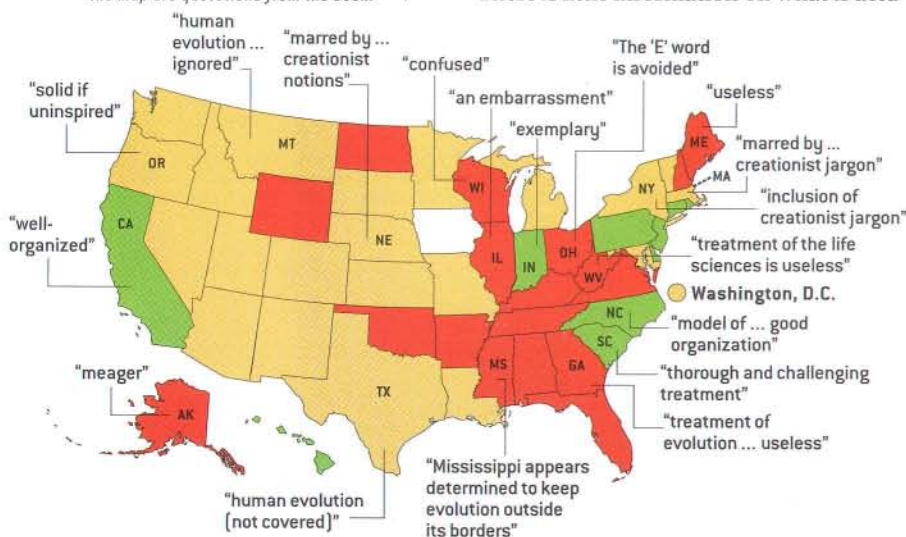 "human
evolution ...
ignored"
"marred by ...
creationist
notions"
"confused"
"The 'E' word
is avoided"
"solid if
uninspired"
"an embarrassment"
"useless"
"exemplary"
"marred by ...
creationist jargon"
MT
ME
OR
WI
MA
NY
"inclusion of
creationist jargon"
CA
"well-
organized"
NE
IL
IN
OH
WV
"treatment of the life
sciences is useless"
Washington, D.C.
NC
"model of ... good
organization"
SC
"meager"
MS
GA
"thorough and challenging
treatment"
TX
AK
"treatment of
evolution ... useless"
"human evolution
(not covered)"
"Mississippi appears
determined to keep
evolution outside
its borders"